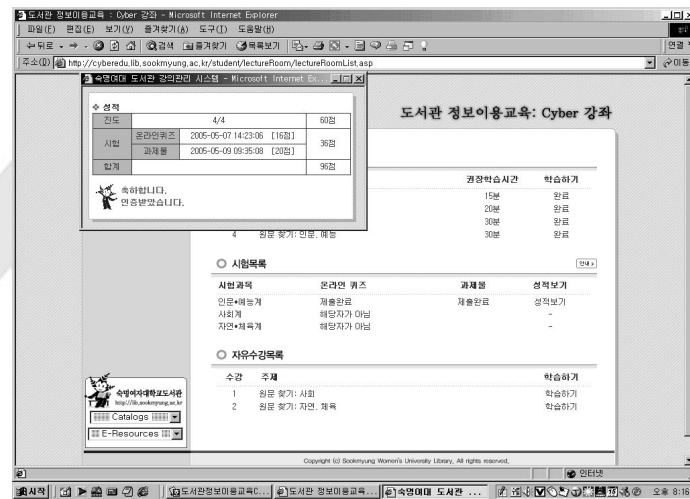 도서관 정보이용교육 : Cyber 강좌 - Microsoft Internet Explorer
파일(F) 편집(E) 보기(V) 즐겨찾기(A) 도구(T) 도움말(H)
뒤로 검색 즐겨찾기 목록보기 연결
주소(D) http://cyberedu.lib.sookmyung.ac.kr/student/lectureRoom/lectureRoomList.asp 이동
숙명여대 도서관 강의관리 시스템 - Microsoft Internet Ex...
성적
진도 4/4 60점
시험 온라인퀴즈 2005-05-07 14:23:06 [16점] 36점
과제물 2005-05-09 09:35:08 [20점]
합계 96점
축하합니다.
인증받았습니다.
도서관 정보이용교육: Cyber 강좌
권장학습시간 학습하기
15분 완료
20분 완료
30분 완료
4 원문 찾기: 인문, 예능 30분 완료
시험목록 안내
시험과목 온라인 퀴즈 과제물 성적보기
인문•예능계 제출완료 제출완료 성적보기
사회계 해당자가 아님 -
자연•체육계 해당자가 아님 -
자유수강목록
수강 주제 학습하기
1 원문 찾기: 사회 학습하기
2 원문 찾기: 자연, 체육 학습하기
숙명여자대학교도서관
http://lib.sookmyung.ac.kr
Catalogs
E-Resources
Copyright (c) Sookmyung Women's University Library, All rights reserved.
인터넷
시작 도서관정보이용교육C... 도서관 정보이용교육... 숙명여대 도서관 ... 오후 8:18